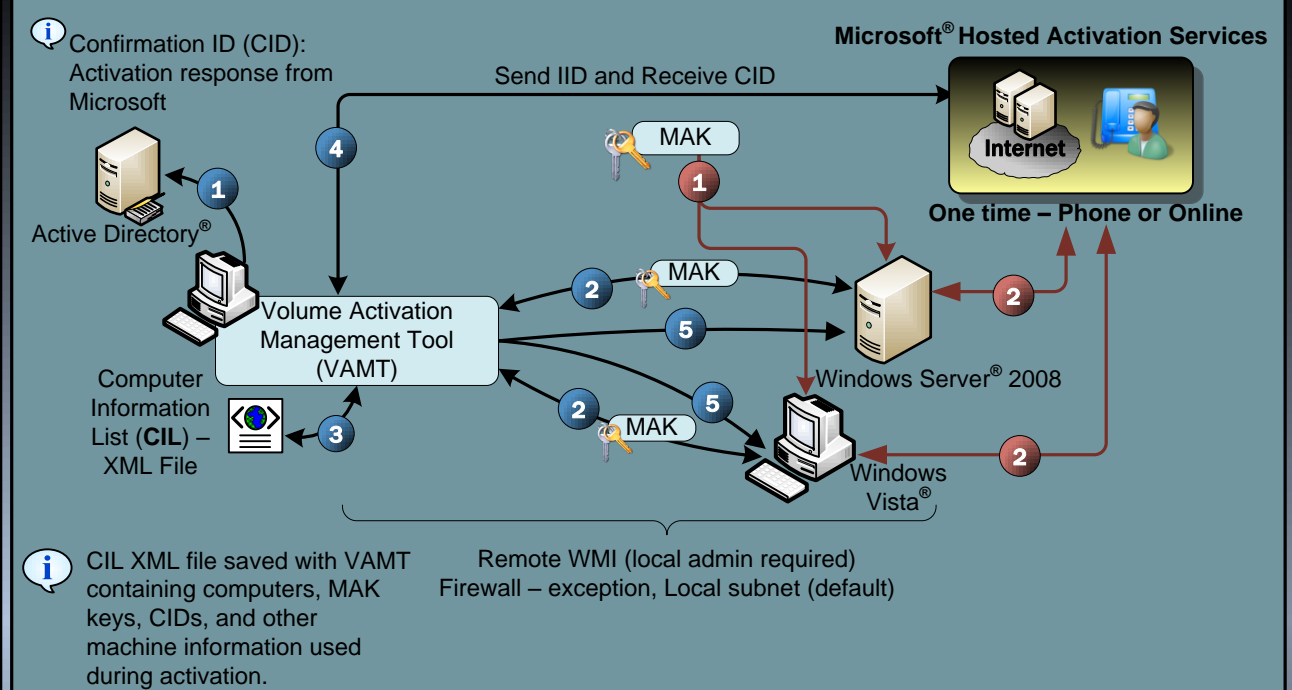 Confirmation ID (CID):
Activation response from
Microsoft
Microsoft® Hosted Activation Services
Send IID and Receive CID
Internet
One time – Phone or Online
4
MAK
1
1
Active Directory®
MAK
2
2
5
Volume Activation
Management Tool
(VAMT)
Windows Server® 2008
Computer
Information
List (CIL) –
XML File
3
5
2
MAK
2
Windows
Vista®
Remote WMI (local admin required)
Firewall – exception, Local subnet (default)
CIL XML file saved with VAMT
containing computers, MAK
keys, CIDs, and other
machine information used
during activation.